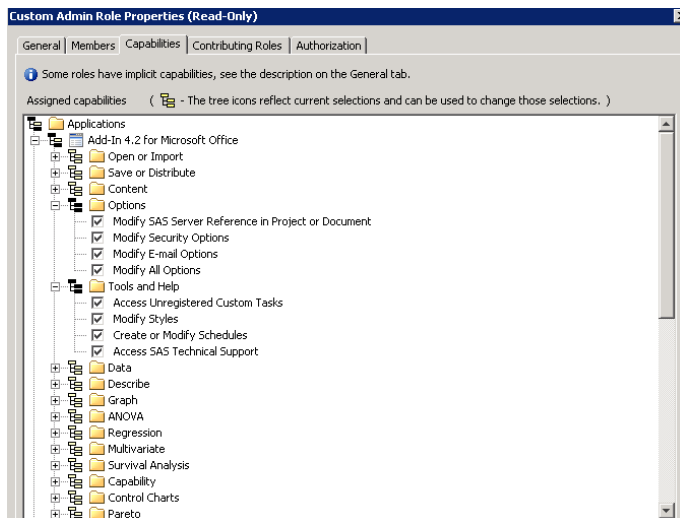 Custom Admin Role Properties (Read-Only)
General Members Capabilities Contributing Roles Authorization
Some roles have implicit capabilities, see the description on the General tab.
Assigned capabilities ( - The tree icons reflect current selections and can be used to change those selections. )
Applications
Add-In 4.2 for Microsoft Office
Open or Import
Save or Distribute
Content
Options
Modify SAS Server Reference in Project or Document
Modify Security Options
Modify E-mail Options
Modify All Options
Tools and Help
Access Unregistered Custom Tasks
Modify Styles
Create or Modify Schedules
Access SAS Technical Support
Data
Describe
Graph
ANOVA
Regression
Multivariate
Survival Analysis
Capability
Control Charts
Pareto